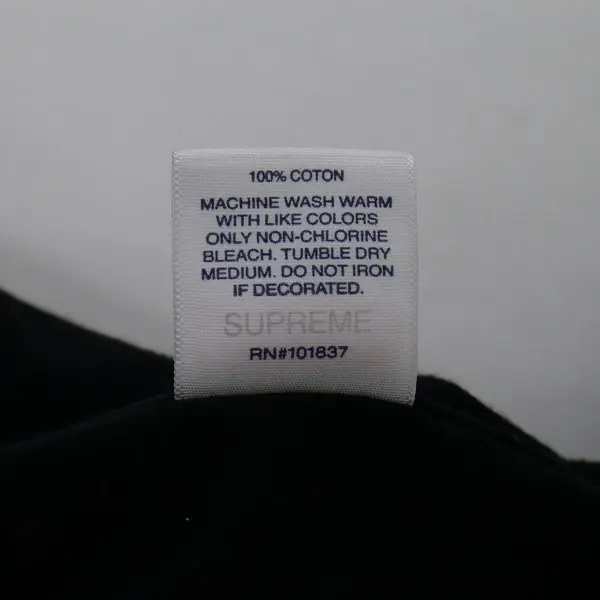 100% COTON
MACHINE WASH WARM
WITH LIKE COLORS
ONLY NON-CHLORINE
BLEACH. TUMBLE DRY
MEDIUM. DO NOT IRON
IF DECORATED.
SUPREME
RN#101837